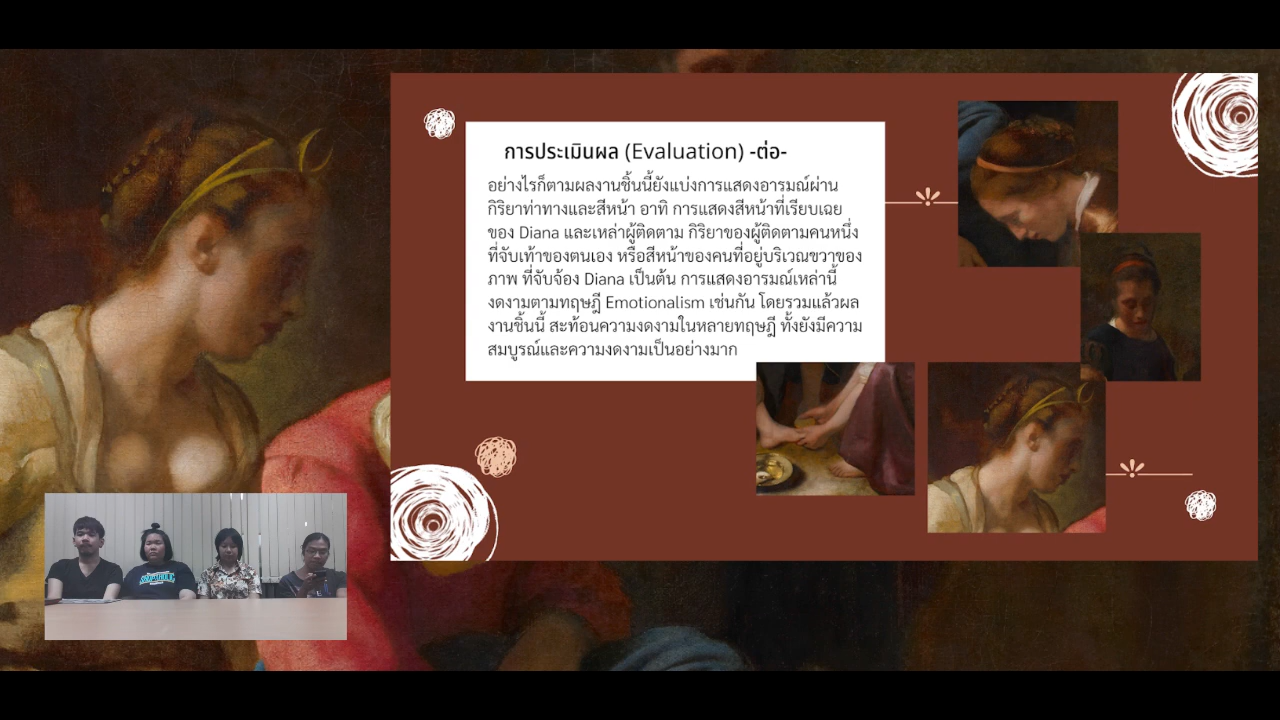 การประเมินผล (Evaluation) -ต่อ-
อย่างไรก็ตามผลงานชิ้นนี้ยังแบ่งการแสดงอารมณ์ผ่าน
กิริยาท่าทางและสีหน้า อาทิ การแสดงสีหน้าที่เรียบเฉย
ของ Diana และเหล่าผู้ติดตาม กิริยาของผู้ติดตามคนหนึ่ง
ที่จับเท้าของตนเอง หรือสีหน้าของคนที่อยู่บริเวณขวาของ
ภาพ ที่จับจ้อง Diana เป็นต้น การแสดงอารมณ์เหล่านี้
งดงามตามทฤษฎี Emotionalism เช่นกัน โดยรวมแล้วผล
งานชิ้นนี้ สะท้อนความงดงามในหลายทฤษฎี ทั้งยังมีความ
สมบูรณ์และความงดงามเป็นอย่างมาก